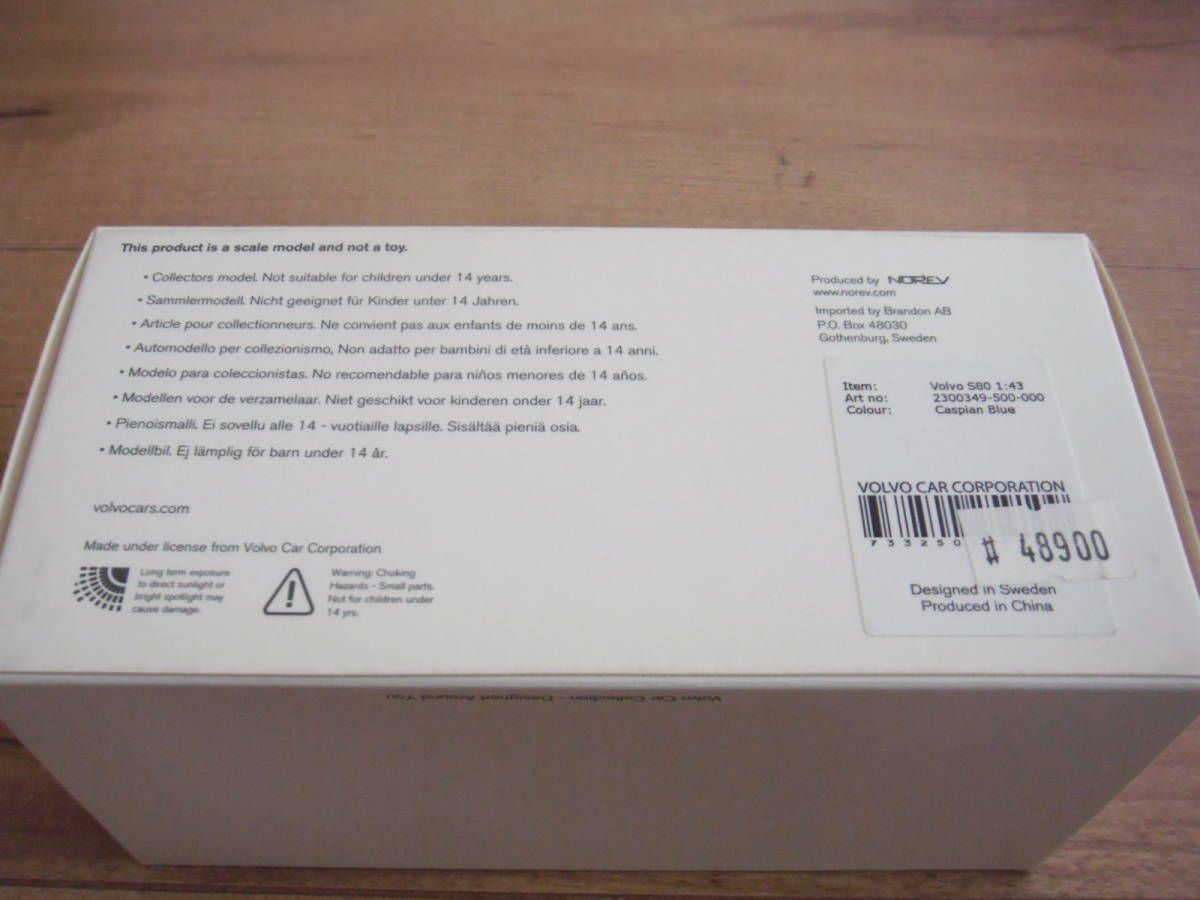 This product is a scale model and not a toy.
• Collectors model. Not suitable for children under 14 years.
• Sammlermodell. Nicht geeignet für Kinder unter 14 Jahren.
• Article pour collectionneurs. Ne convient pas aux enfants de moins de 14 ans.
• Automodello per collezionismo, Non adatto per bambini di età inferiore a 14 anni.
• Modelo para coleccionistas. No recomendable para niños menores de 14 años.
• Modellen voor de verzamelaar. Niet geschikt voor kinderen onder 14 jaar.
• Pienoismalli. Ei sovellu alle 14 - vuotiaille lapsille. Sisältää pieniä osia.
• Modellbil. Ej lämplig för barn under 14 år.
volvocars.com
Made under license from Volvo Car Corporation
Long term exposure
to direct sunlight or
bright spotlight may
cause damage.
Warning: Choking
Hazards - Small parts.
Not for children under
14 yrs.
Produced by NOREV
www.norev.com
Imported by Brandon AB
P.O. Box 48030
Gothenburg, Sweden
Item: Volvo S80 1:43
Art no: 2300349-500-000
Colour: Caspian Blue
VOLVO CAR CORPORATION
7 33250
48900
Designed in Sweden
Produced in China
Volvo Car Collection - Designed Around You